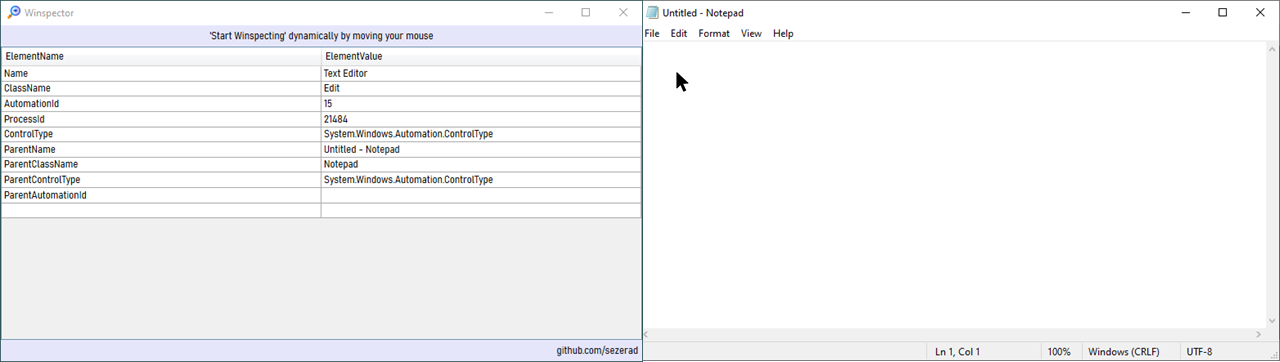 Winspector
'Start Winspecting' dynamically by moving your mouse
ElementName ElementValue
Name Text Editor
ClassName Edit
AutomationId 15
ProcessId 21484
ControlType System.Windows.Automation.ControlType
ParentName Untitled - Notepad
ParentClassName Notepad
ParentControlType System.Windows.Automation.ControlType
ParentAutomationId
github.com/sezerad
Untitled - Notepad
File Edit Format View Help
Ln 1, Col 1 100% Windows (CRLF) UTF-8